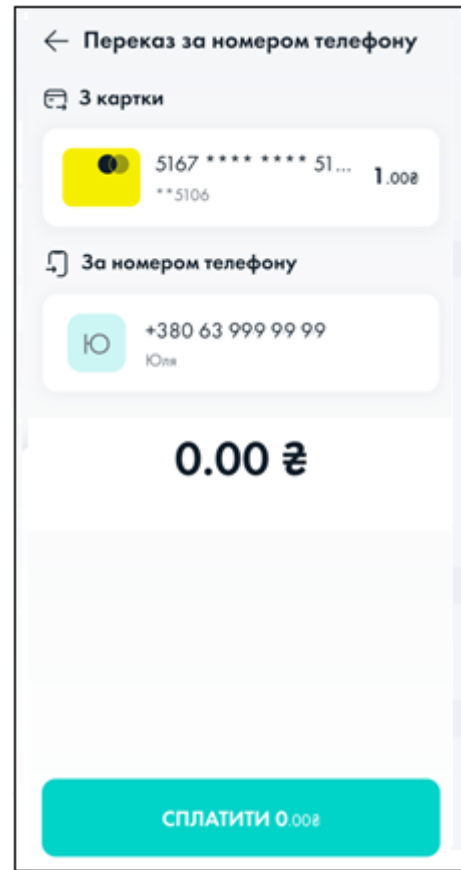 Переказ за номером телефону
З картки
5167 **** **** 51... 1.00₴
**5106
За номером телефону
Ю +380 63 999 99 99
Юля
0.00 ₴
СПЛАТИТИ 0.00₴